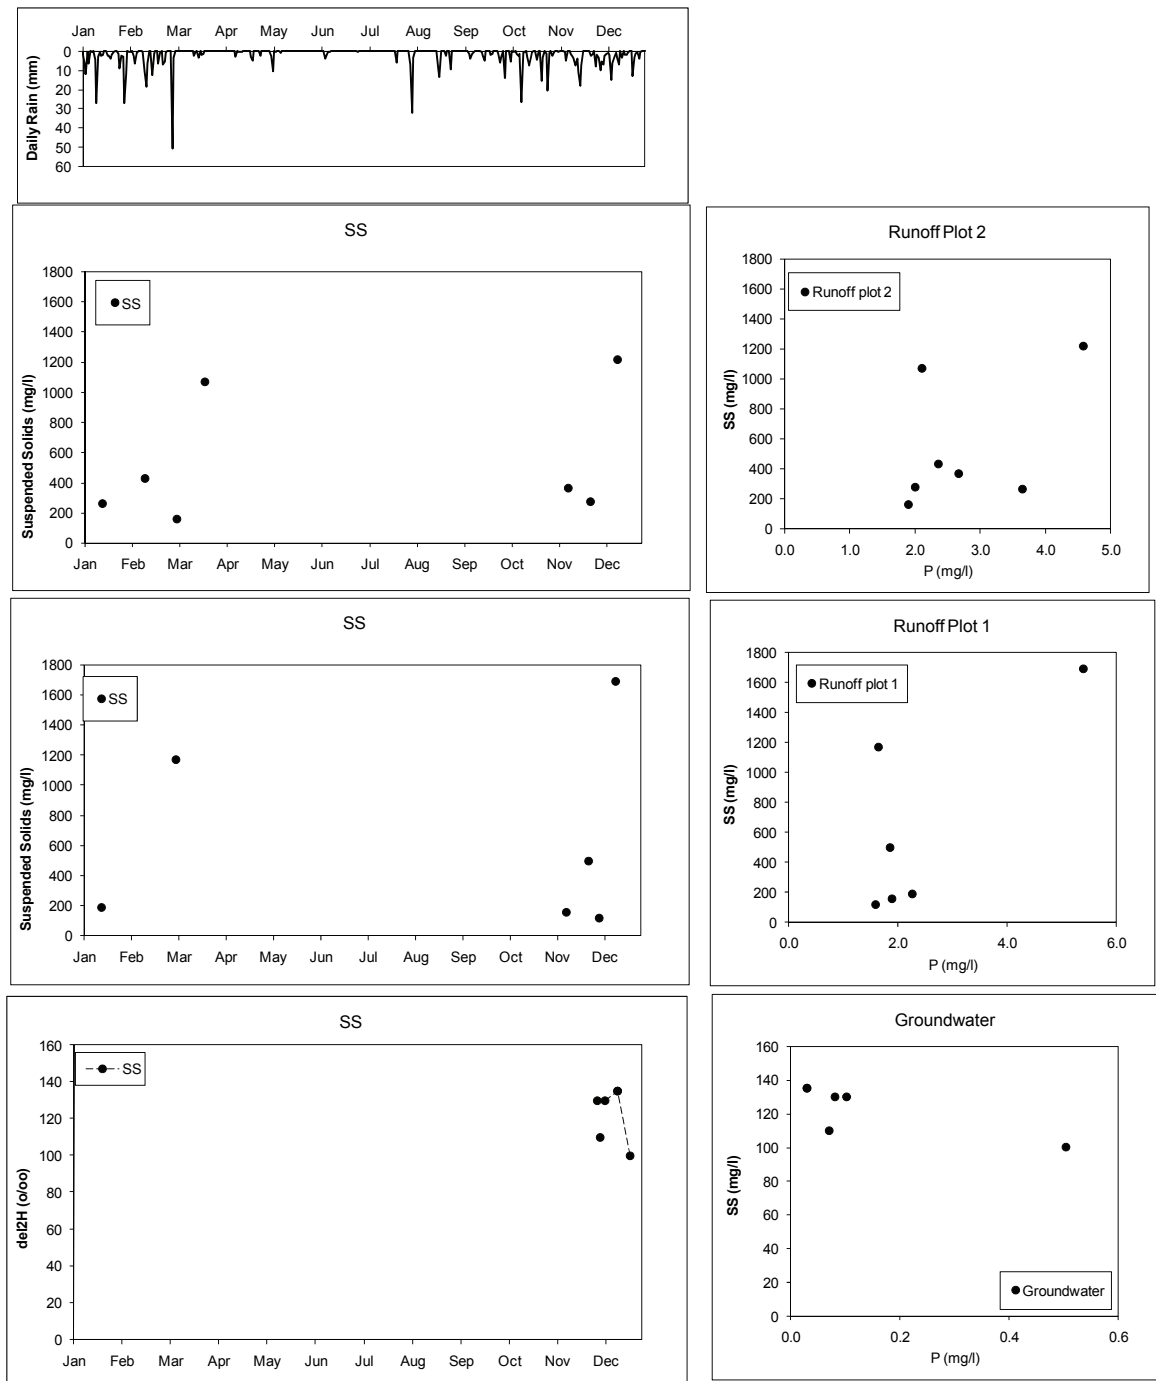 Jan Feb Mar Apr May Jun Jul Aug Sep Oct Nov Dec
Daily Rain (mm)
0
10
20
30
40
50
60
SS
Suspended Solids (mg/l)
1800
1600
1400
1200
1000
800
600
400
200
0
SS
Jan Feb Mar Apr May Jun Jul Aug Sep Oct Nov Dec
Runoff Plot 2
SS (mg/l)
1800
1600
1400
1200
1000
800
600
400
200
0
Runoff plot 2
0.0 1.0 2.0 3.0 4.0 5.0
P (mg/l)
SS
Suspended Solids (mg/l)
1800
1600
1400
1200
1000
800
600
400
200
0
SS
Jan Feb Mar Apr May Jun Jul Aug Sep Oct Nov Dec
Runoff Plot 1
SS (mg/l)
1800
1600
1400
1200
1000
800
600
400
200
0
Runoff plot 1
0.0 2.0 4.0 6.0
P (mg/l)
SS
del2H (o/oo)
160
140
120
100
80
60
40
20
0
SS
Jan Feb Mar Apr May Jun Jul Aug Sep Oct Nov Dec
Groundwater
SS (mg/l)
160
140
120
100
80
60
40
20
0
Groundwater
0.0 0.2 0.4 0.6
P (mg/l)